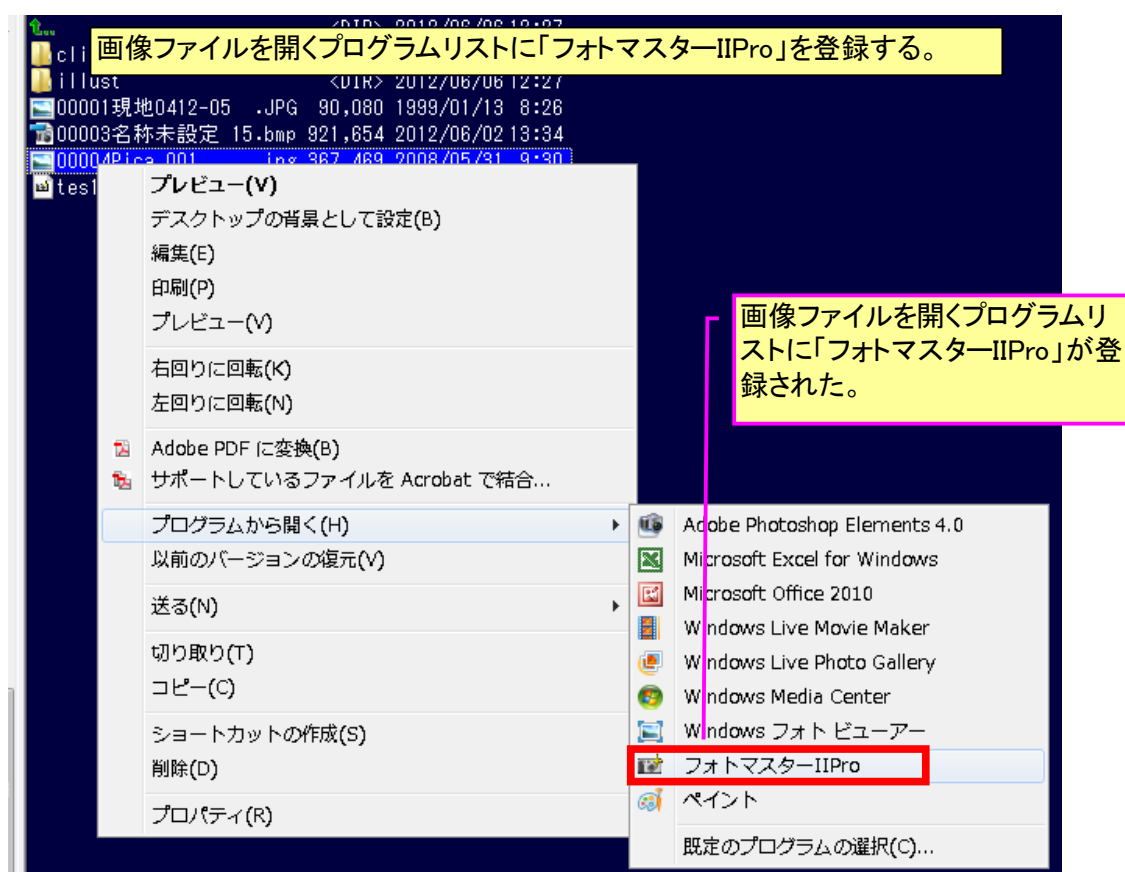 画像ファイルを開くプログラムリストに「フォトマスターIIPro」を登録する。
cli
illust <DIR> 2012/06/06 12:27
00001現地0412-05 .JPG 90,080 1999/01/13 8:26
00003名称未設定 15.bmp 921,654 2012/06/02 13:34
00004Pica 001 jpg 367,469 2008/05/31 9:30
プレビュー(V)
デスクトップの背景として設定(B)
編集(E)
印刷(P)
プレビュー(V)
右回りに回転(K)
左回りに回転(N)
Adobe PDF に変換(B)
サポートしているファイルを Acrobat で結合...
プログラムから開く(H)
以前のバージョンの復元(V)
送る(N)
切り取り(T)
コピー(C)
ショートカットの作成(S)
削除(D)
プロパティ(R)
画像ファイルを開くプログラムリ
ストに「フォトマスターIIPro」が登
録された。
Adobe Photoshop Elements 4.0
Microsoft Excel for Windows
Microsoft Office 2010
Windows Live Movie Maker
Windows Live Photo Gallery
Windows Media Center
Windows フォト ビューアー
フォトマスターIIPro
ペイント
既定のプログラムの選択(C)...